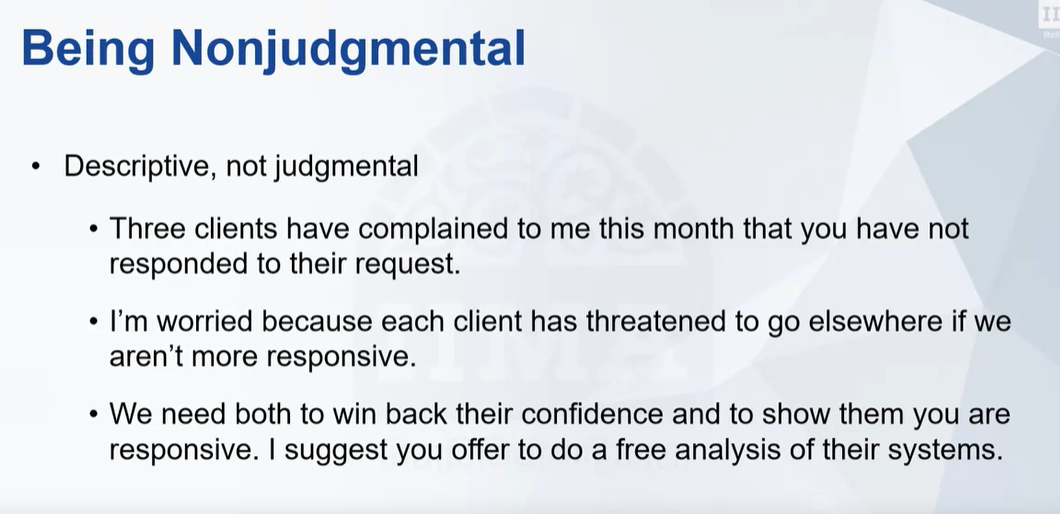 Being Nonjudgmental
• Descriptive, not judgmental
• Three clients have complained to me this month that you have not
responded to their request.
• I'm worried because each client has threatened to go elsewhere if we
aren't more responsive.
• We need both to win back their confidence and to show them you are
responsive. I suggest you offer to do a free analysis of their systems.
IIMA